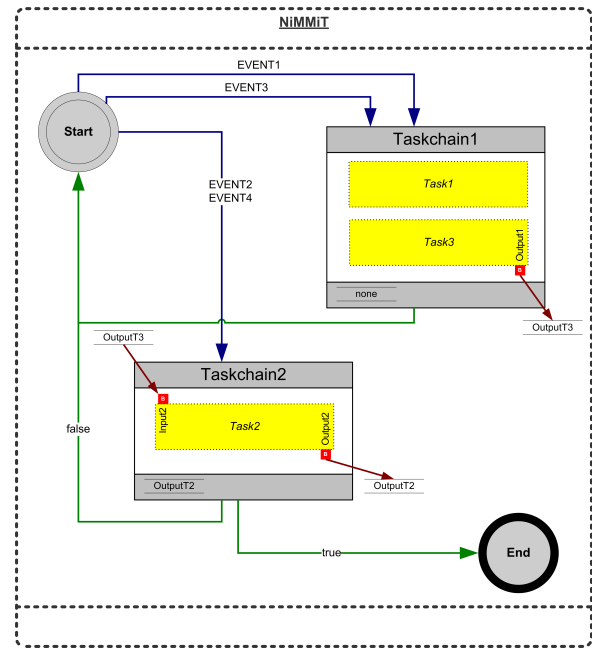 NiMMiT
EVENT1
EVENT3
Start
Taskchain1
EVENT2
EVENT4
Task1
Task3
Output1
B
none
OutputT3
OutputT3
Taskchain2
B
Input2
Task2
Output2
B
false
OutputT2
OutputT2
true
End